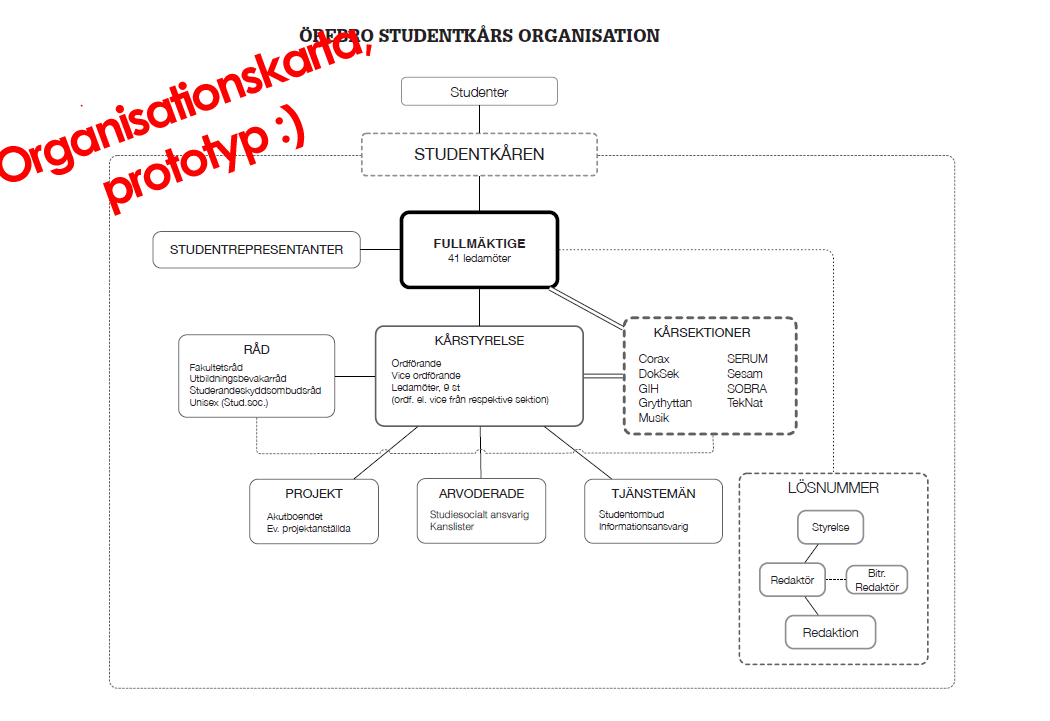 ÖREBRO STUDENTKÅRS ORGANISATION
Organisationskarta,
prototyp :)
Studenter
STUDENTKÅREN
STUDENTREPRESENTANTER
FULLMÄKTIGE
41 ledamöter
RÅD
Fakultetsråd
Utbildningsbevakarråd
Studerandeskyddsombudsråd
Unisex (Stud.soc.)
KÅRSTYRELSE
Ordförande
Vice ordförande
Ledamöter, 9 st
(ordf. el. vice från respektive sektion)
KÅRSEKTIONER
Corax
DokSek
GIH
Grythyttan
Musik
SERUM
Sesam
SOBRA
TekNat
PROJEKT
Akutboendet
Ev. projektanställda
ARVODERADE
Studiesocialt ansvarig
Kanslister
TJÄNSTEMÄN
Studentombud
Informationsansvarig
LÖSNUMMER
Styrelse
Redaktör
Bitr.
Redaktör
Redaktion